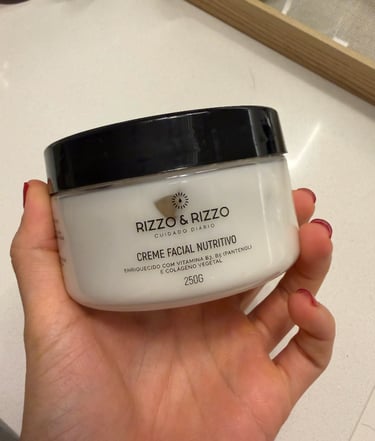 RIZZO & RIZZO
CUIDADO DIÁRIO
CREME FACIAL NUTRITIVO
ENRIQUECIDO COM VITAMINA B3, B5 (PANTENOL)
E COLÁGENO VEGETAL
250G